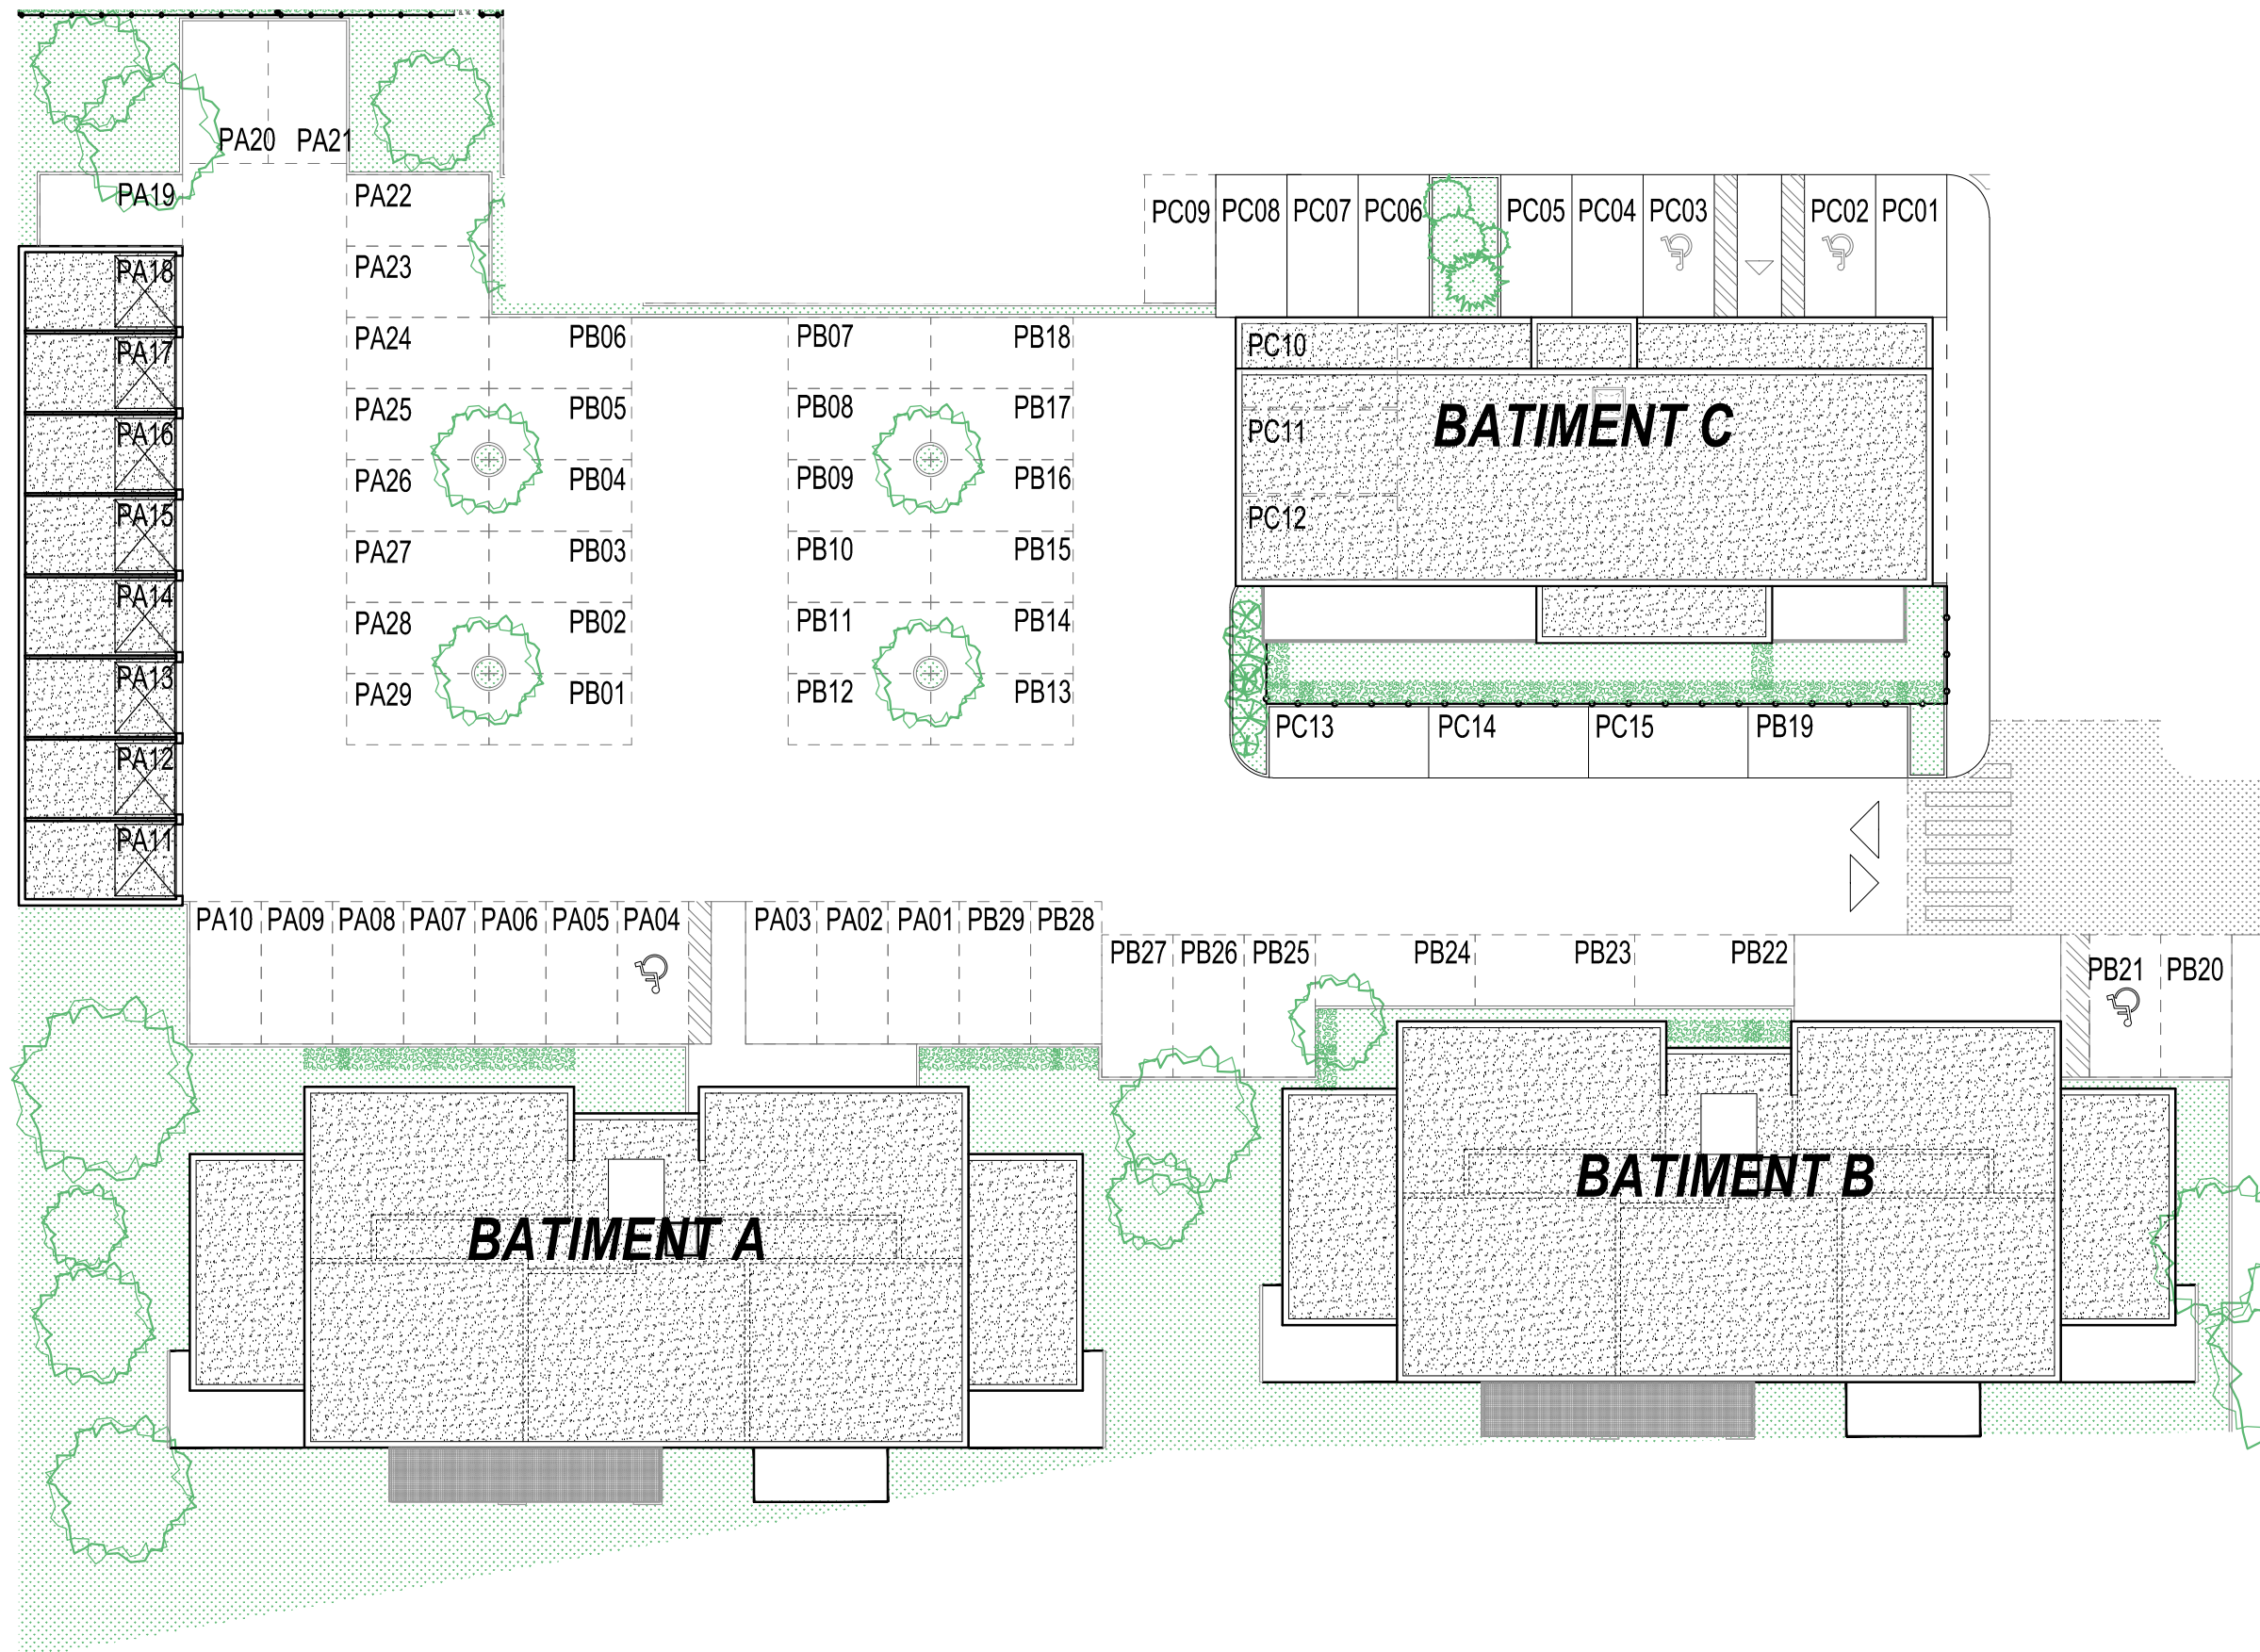 PA20 PA21
PA19 PA22
PC09 PC08 PC07 PC06 PC05 PC04 PC03 PC02 PC01
PA18 PA23
PA17 PA24 PB06 PB07 PB18 PC10
PA16 PA25 PB05 PB08 PB17 PC11 BATIMENT C
PA15 PA26 PB04 PB09 PB16 PC12
PA14 PA27 PB03 PB10 PB15
PA13 PA28 PB02 PB11 PB14
PA12 PA29 PB01 PB12 PB13
PC13 PC14 PC15 PB19
PA11
PA10 PA09 PA08 PA07 PA06 PA05 PA04 PA03 PA02 PA01 PB29 PB28
PB27 PB26 PB25 PB24 PB23 PB22 PB21 PB20
BATIMENT B
BATIMENT A